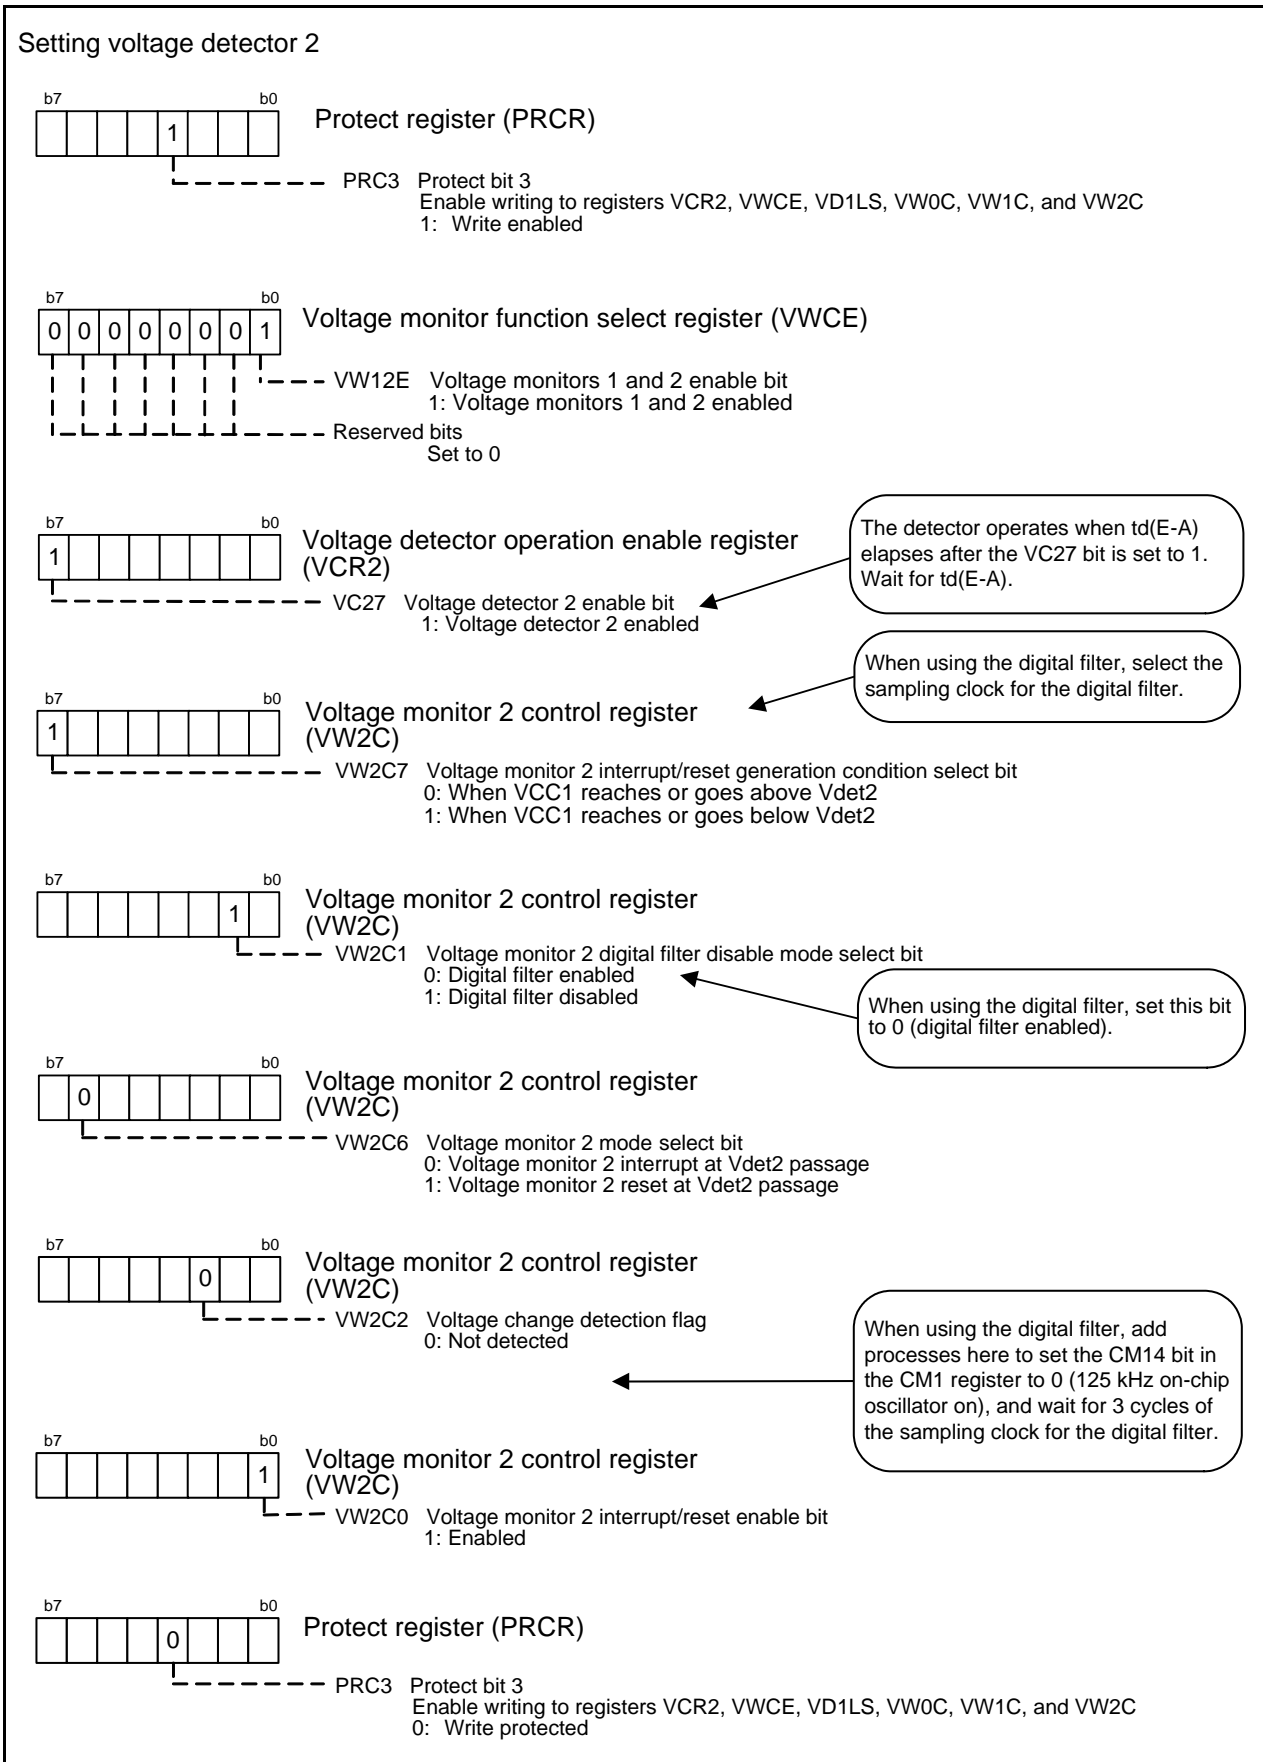 Setting voltage detector 2
b7 b0
1
Protect register (PRCR)
PRC3 Protect bit 3
Enable writing to registers VCR2, VWCE, VD1LS, VW0C, VW1C, and VW2C
1: Write enabled
b7 b0
0 0 0 0 0 0 0 1
Voltage monitor function select register (VWCE)
VW12E Voltage monitors 1 and 2 enable bit
1: Voltage monitors 1 and 2 enabled
Reserved bits
Set to 0
b7 b0
1
Voltage detector operation enable register
(VCR2)
VC27 Voltage detector 2 enable bit
1: Voltage detector 2 enabled
The detector operates when td(E-A)
elapses after the VC27 bit is set to 1.
Wait for td(E-A).
When using the digital filter, select the
sampling clock for the digital filter.
b7 b0
1
Voltage monitor 2 control register
(VW2C)
VW2C7 Voltage monitor 2 interrupt/reset generation condition select bit
0: When VCC1 reaches or goes above Vdet2
1: When VCC1 reaches or goes below Vdet2
b7 b0
1
Voltage monitor 2 control register
(VW2C)
VW2C1 Voltage monitor 2 digital filter disable mode select bit
0: Digital filter enabled
1: Digital filter disabled
When using the digital filter, set this bit
to 0 (digital filter enabled).
b7 b0
0
Voltage monitor 2 control register
(VW2C)
VW2C6 Voltage monitor 2 mode select bit
0: Voltage monitor 2 interrupt at Vdet2 passage
1: Voltage monitor 2 reset at Vdet2 passage
b7 b0
0
Voltage monitor 2 control register
(VW2C)
VW2C2 Voltage change detection flag
0: Not detected
When using the digital filter, add
processes here to set the CM14 bit in
the CM1 register to 0 (125 kHz on-chip
oscillator on), and wait for 3 cycles of
the sampling clock for the digital filter.
b7 b0
1
Voltage monitor 2 control register
(VW2C)
VW2C0 Voltage monitor 2 interrupt/reset enable bit
1: Enabled
b7 b0
0
Protect register (PRCR)
PRC3 Protect bit 3
Enable writing to registers VCR2, VWCE, VD1LS, VW0C, VW1C, and VW2C
0: Write protected